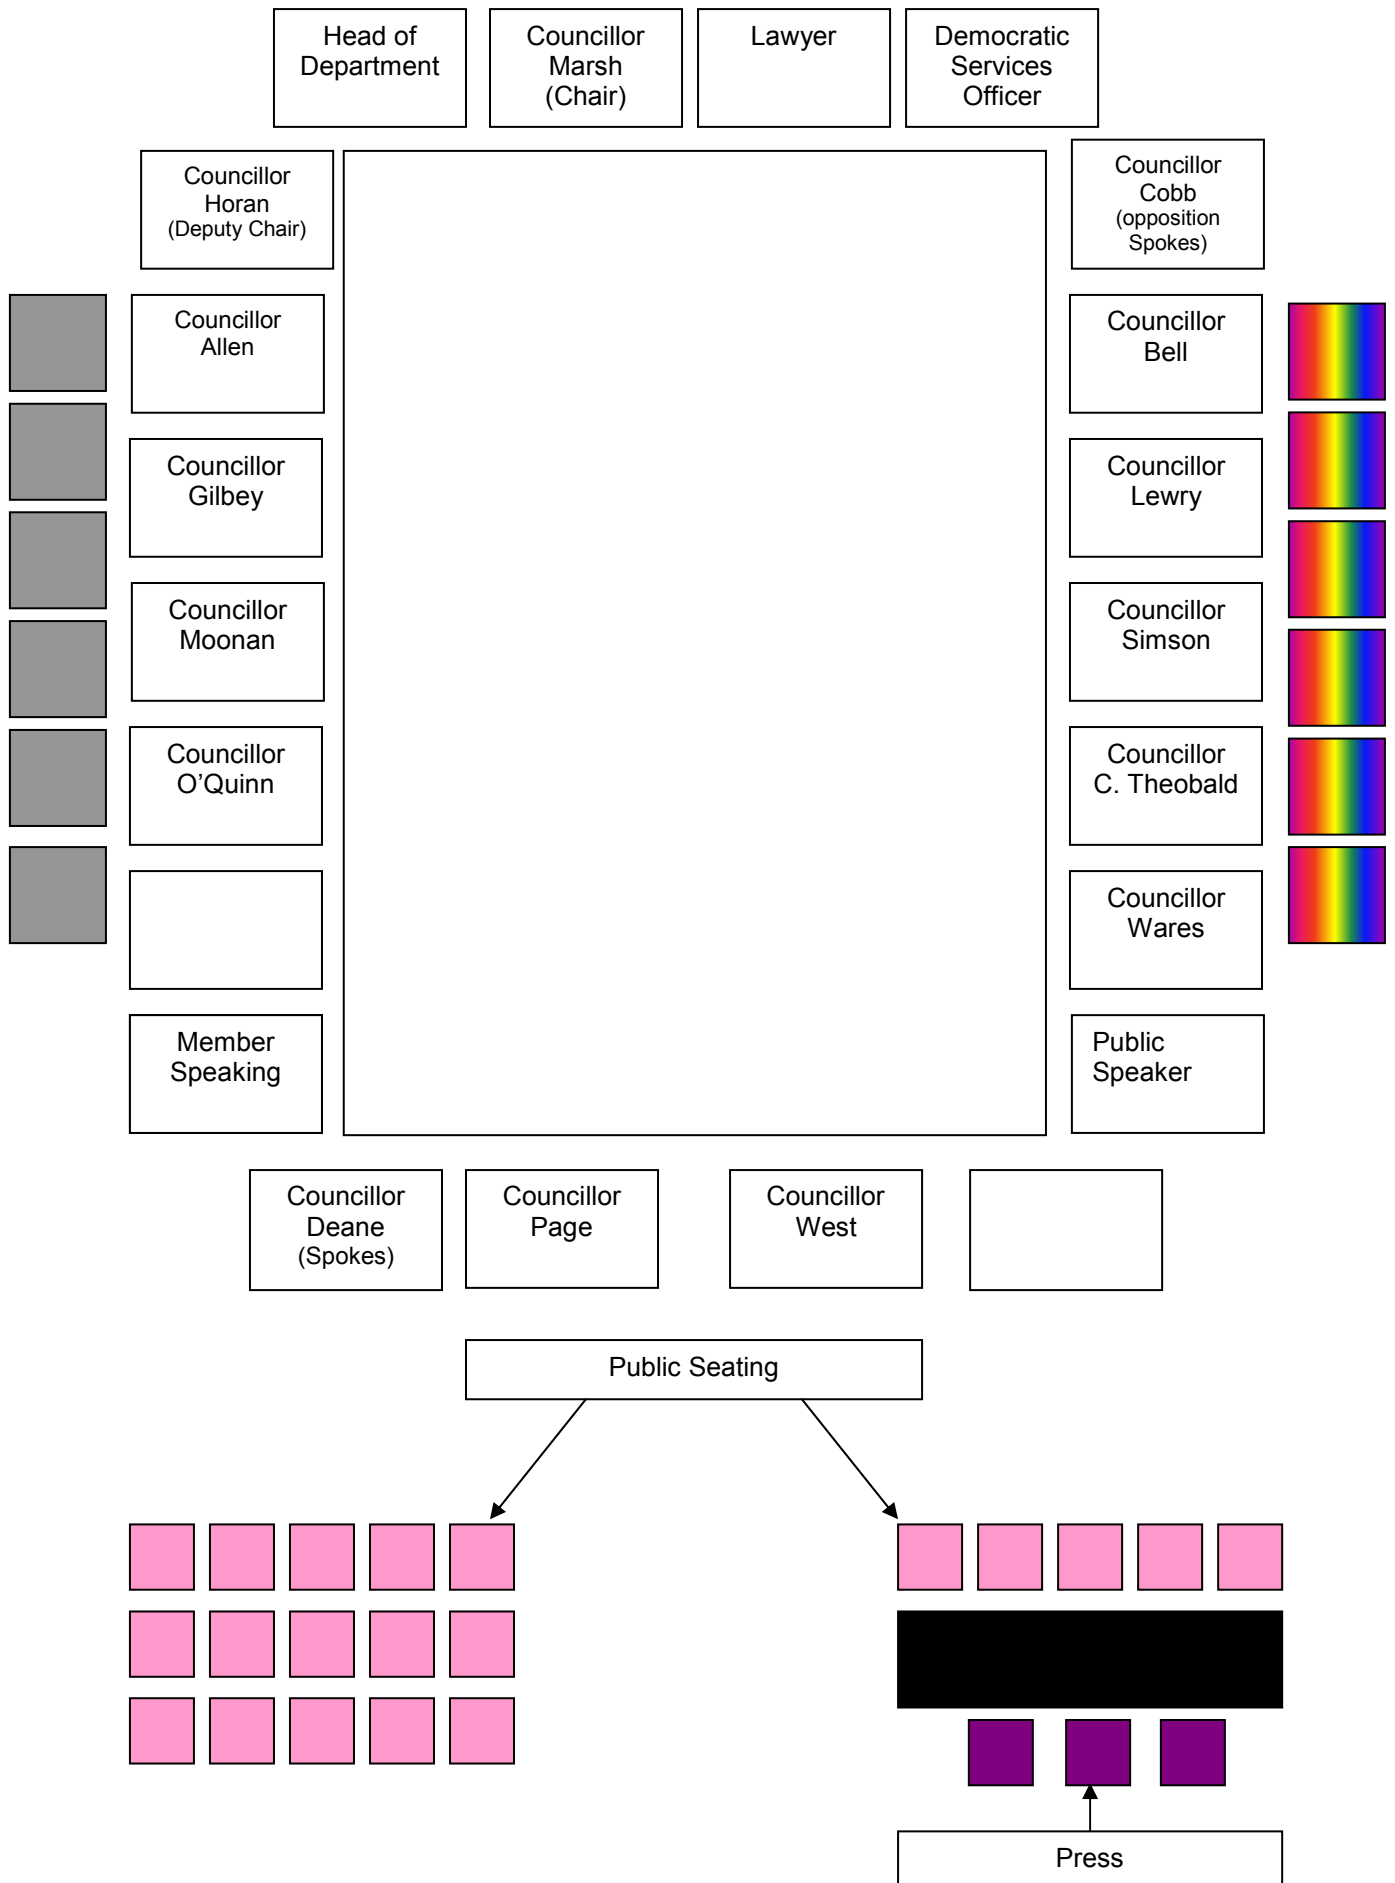 Head of
Department
Councillor
Marsh
(Chair)
Lawyer
Democratic
Services
Officer
Councillor
Horan
(Deputy Chair)
Councillor
Cobb
(opposition
Spokes)
Councillor
Allen
Councillor
Bell
Councillor
Gilbey
Councillor
Lewry
Councillor
Moonan
Councillor
Simson
Councillor
O’Quinn
Councillor
C. Theobald
Councillor
Wares
Member
Speaking
Public
Speaker
Councillor
Deane
(Spokes)
Councillor
Page
Councillor
West
Public Seating
Press